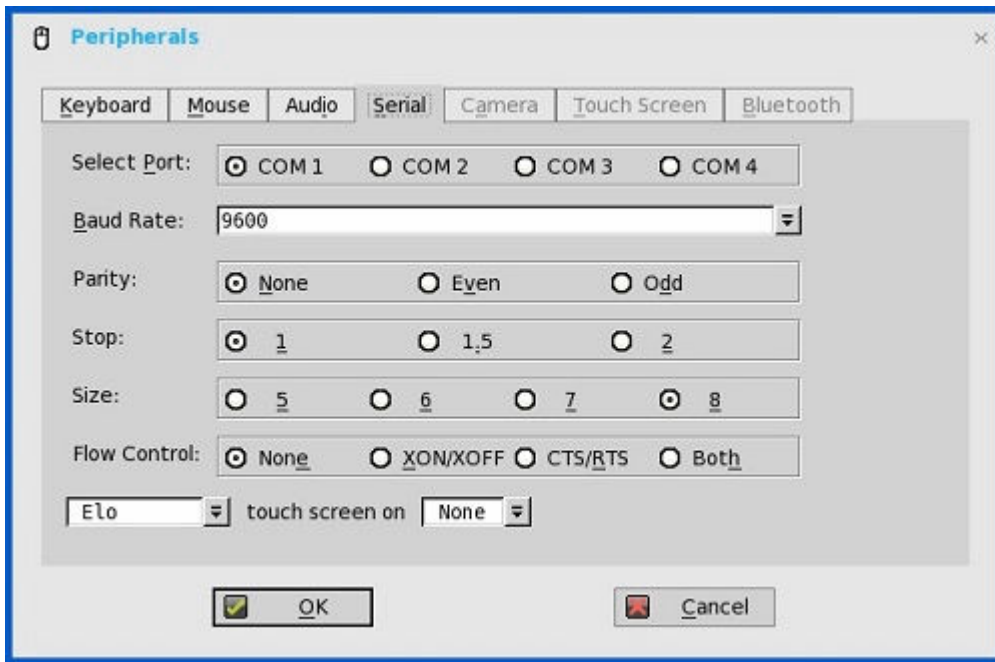 Peripherals
Keyboard Mouse Audio Serial Camera Touch Screen Bluetooth
Select Port: COM 1 COM 2 COM 3 COM 4
Baud Rate: 9600
Parity: None Even Odd
Stop: 1 1.5 2
Size: 5 6 7 8
Flow Control: None XON/XOFF CTS/RTS Both
Elo touch screen on None
OK Cancel